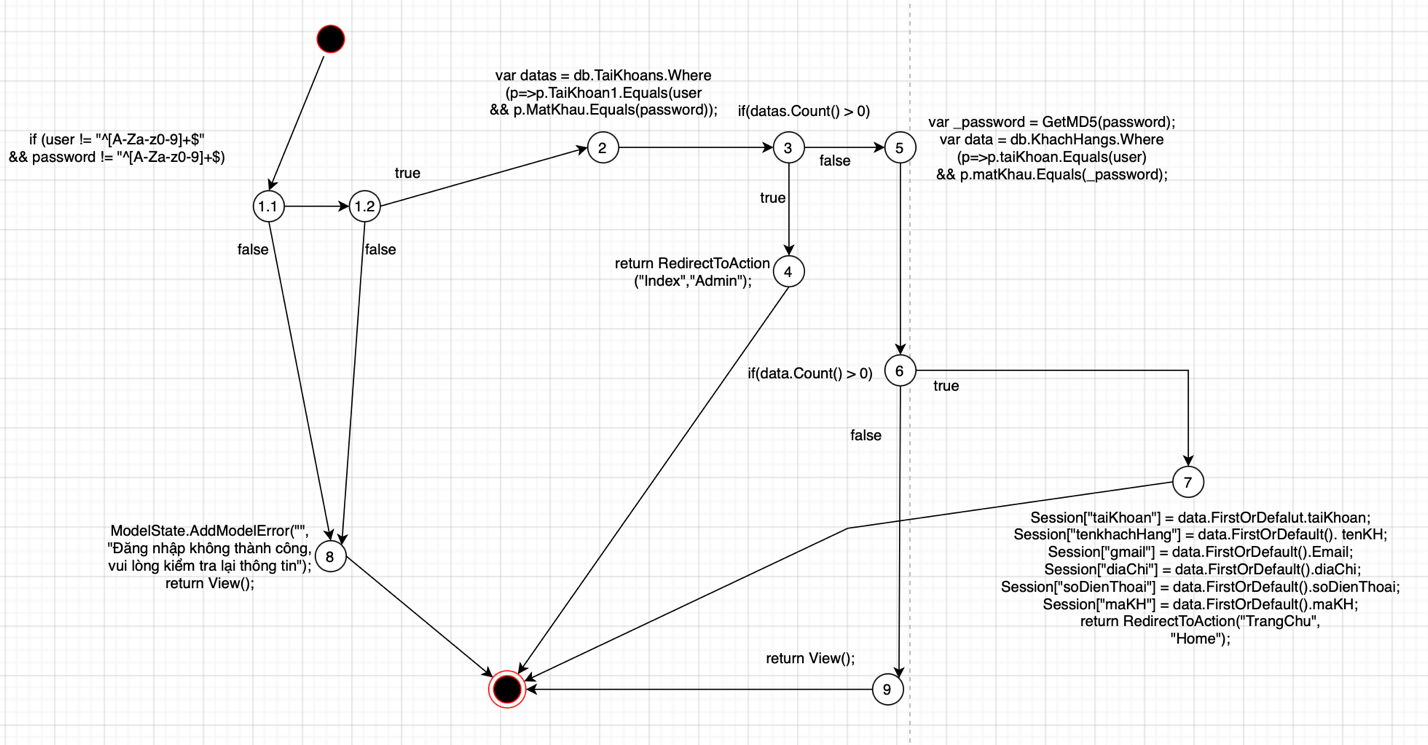 var datas = db.TaiKhoans.Where
(p=>p.TaiKhoan1.Equals(user
&& p.MatKhau.Equals(password));
if(datas.Count() > 0)
var _password = GetMD5(password);
var data = db.KhachHangs.Where
(p=>p.taiKhoan.Equals(user)
&& p.matKhau.Equals(_password);
if (user != "^[A-Za-z0-9]+$"
&& password != "^[A-Za-z0-9]+$)
2
3
5
false
true
1.1
1.2
true
false
false
return RedirectToAction
("Index","Admin");
4
if(data.Count() > 0)
6
true
false
7
Session["taiKhoan"] = data.FirstOrDefalut.taiKhoan;
Session["tenkhachHang"] = data.FirstOrDefault(). tenKH;
Session["gmail"] = data.FirstOrDefault().Email;
Session["diaChi"] = data.FirstOrDefault().diaChi;
Session["soDienThoai"] = data.FirstOrDefault().soDienThoai;
Session["maKH"] = data.FirstOrDefault().maKH;
return RedirectToAction("TrangChu",
"Home");
ModelState.AddModelError("",
"Đăng nhập không thành công,
vui lòng kiểm tra lại thông tin");
return View();
8
return View();
9